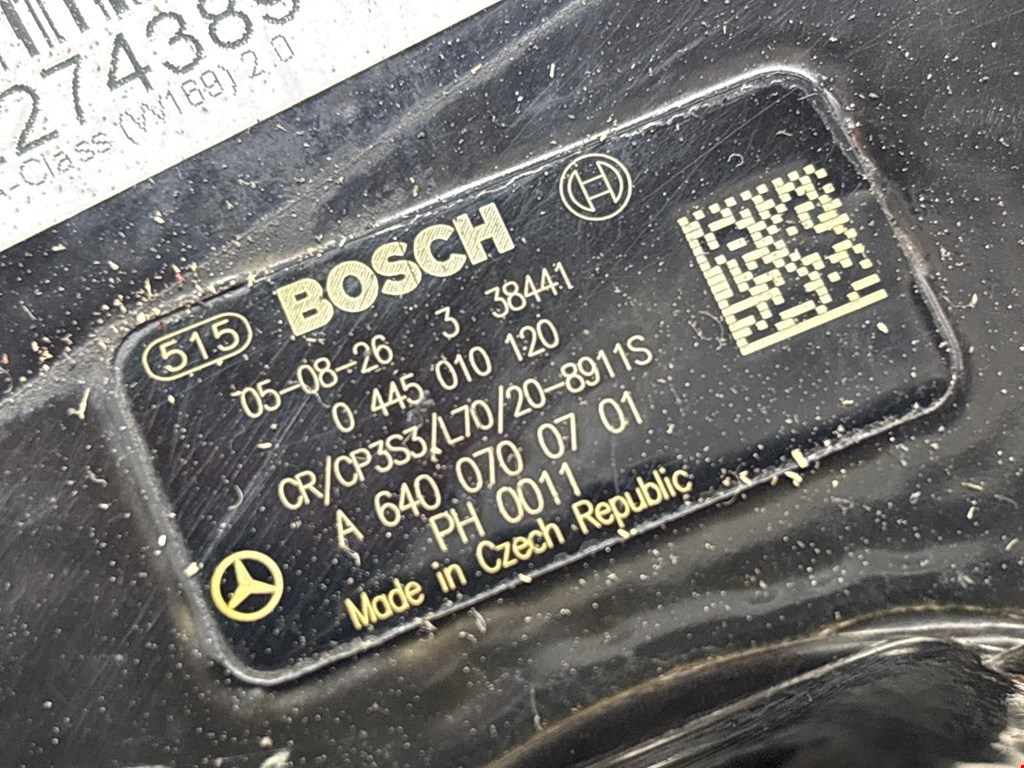 A-Class (W169) 2.0
BOSCH
515
05-08-26 3 38441
0 445 010 120
CR/CP3S3/L70/20-8911S
A 640 070 07 01
PH 0011
Made in Czech Republic